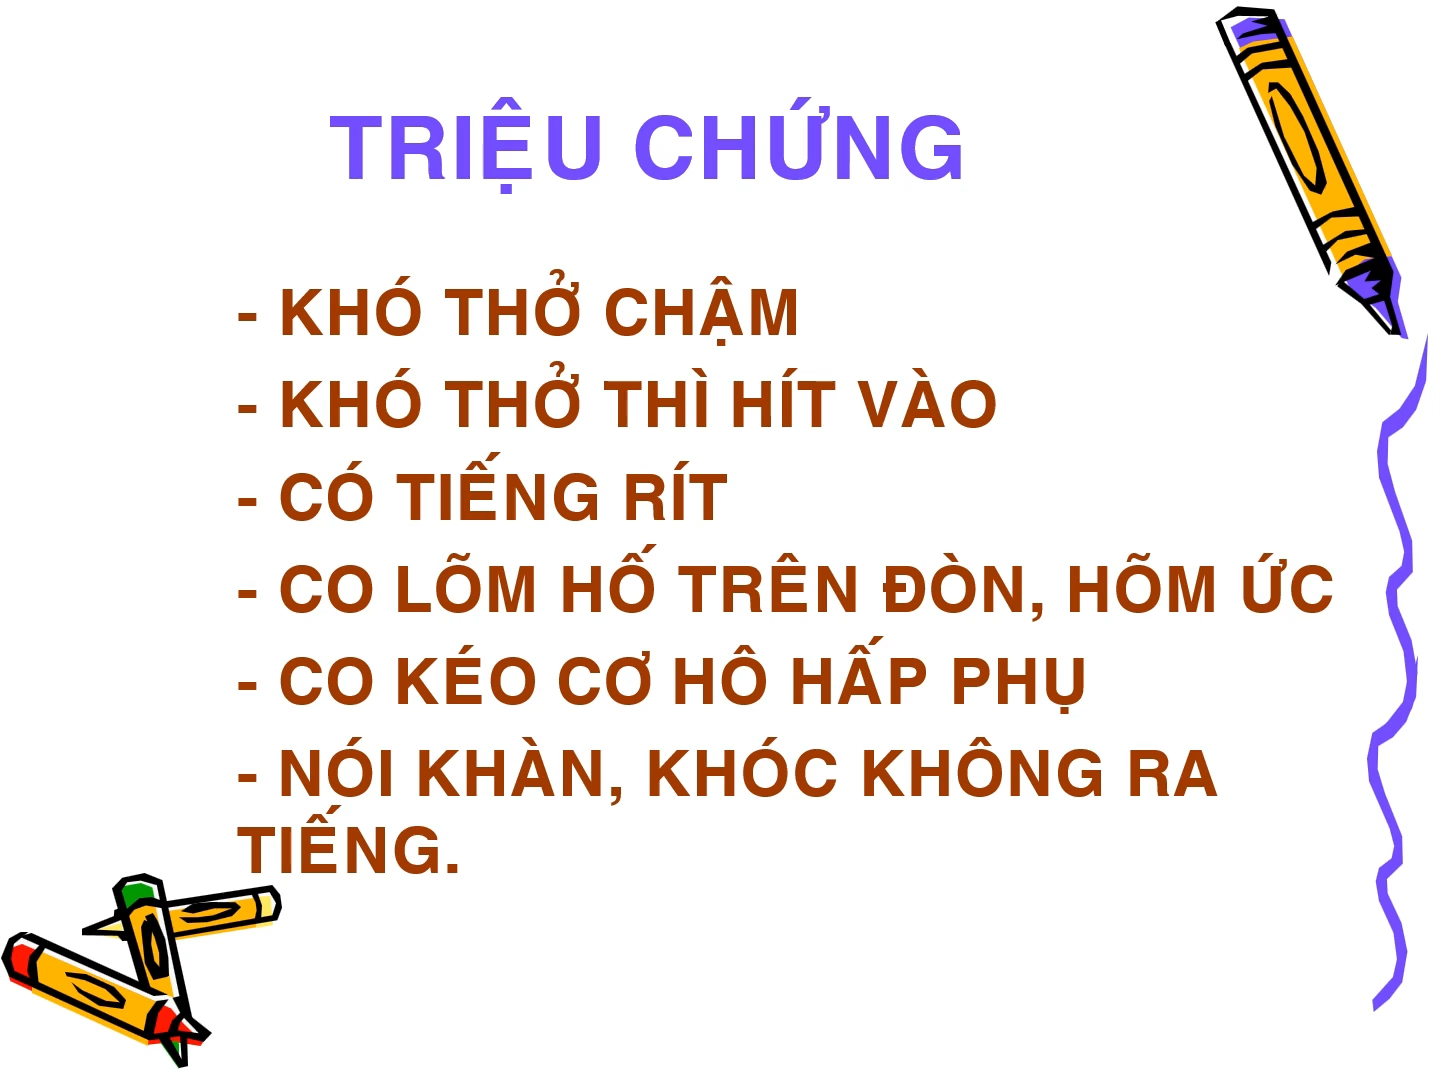 TRIỆU CHỨNG
- KHÓ THỞ CHẬM
- KHÓ THỞ THÌ HÍT VÀO
- CÓ TIẾNG RÍT
- CO LÕM HỐ TRÊN ĐÒN, HÕM ỨC
- CO KÉO CƠ HÔ HẤP PHỤ
- NÓI KHÀN, KHÓC KHÔNG RA
TIẾNG.